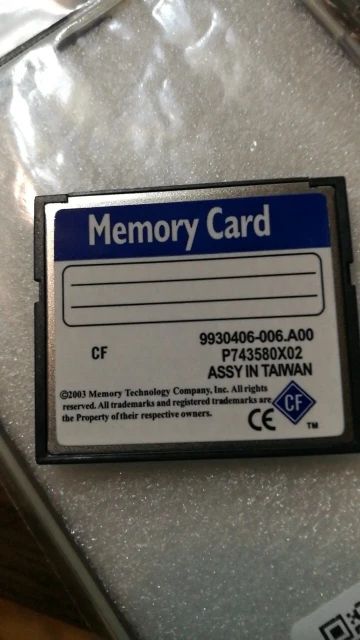 Memory Card
9930406-006.A00
CF
P743580X02
ASSY IN TAIWAN
©2003 Memory Technology Company, Inc. All rights
reserved. All trademarks and registered trademarks are
the Property of their respective owners.
CF
CE
TM